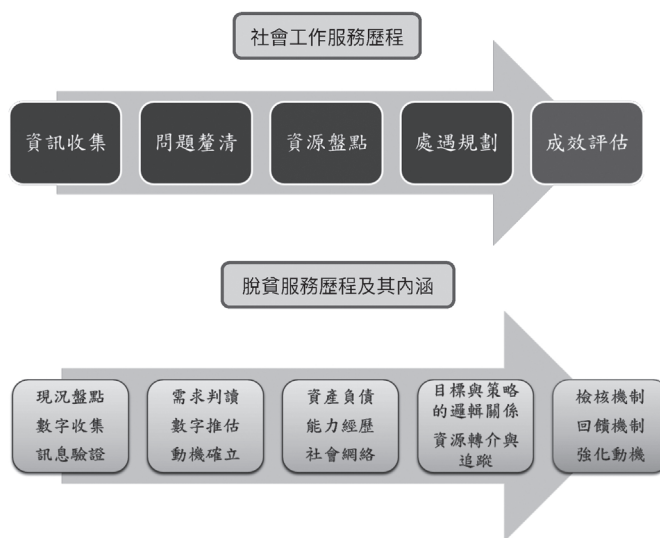 社會工作服務歷程
資訊收集
問題釐清
資源盤點
處遇規劃
成效評估
脫貧服務歷程及其內涵
現況盤點
數字收集
訊息驗證
需求判讀
數字推估
動機確立
資產負債
能力經歷
社會網絡
目標與策略
的邏輯關係
資源轉介與
追蹤
檢核機制
回饋機制
強化動機